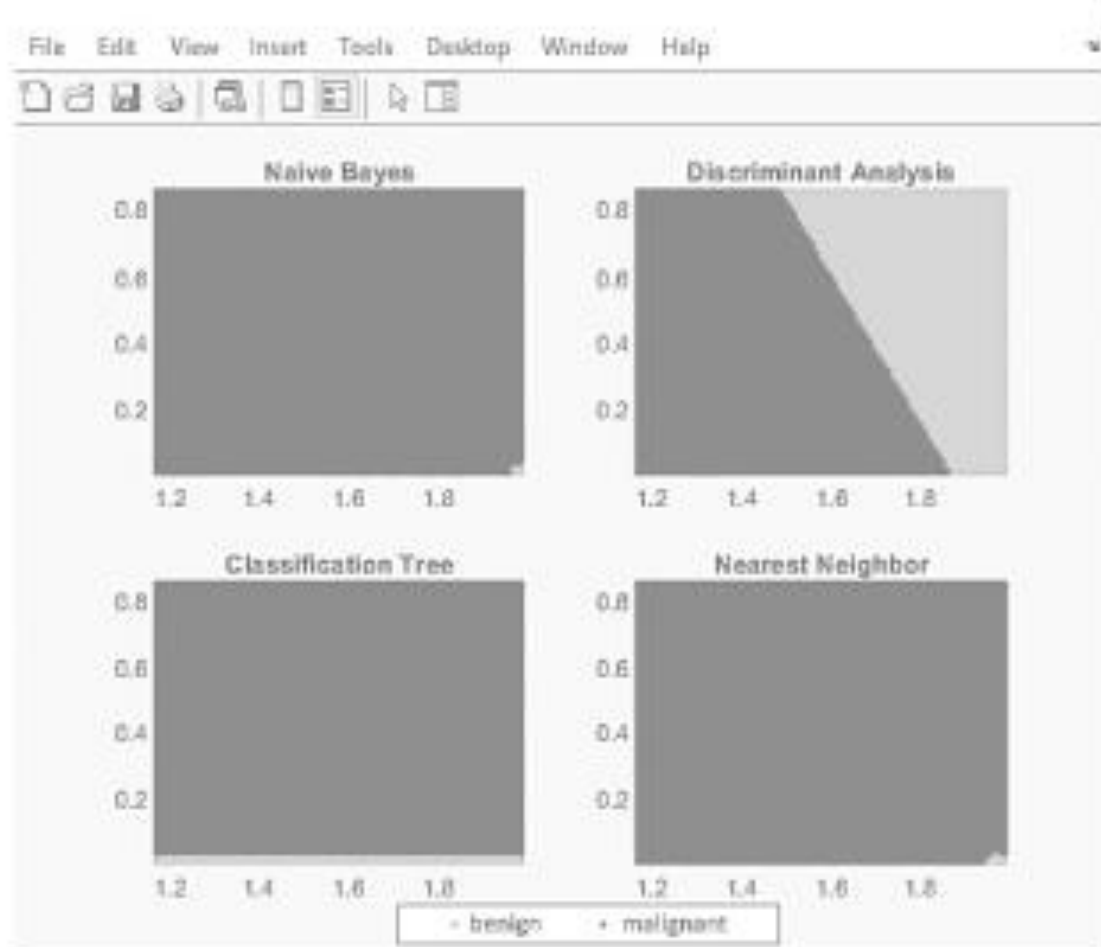 File Edit View Insert Tools Desktop Window Help
Naive Bayes
0.8
0.6
0.4
0.2
1.2 1.4 1.6 1.8
Discriminant Analysis
0.8
0.6
0.4
0.2
1.2 1.4 1.6 1.8
Classification Tree
0.8
0.6
0.4
0.2
1.2 1.4 1.6 1.8
Nearest Neighbor
0.8
0.6
0.4
0.2
1.2 1.4 1.6 1.8
benign malignant